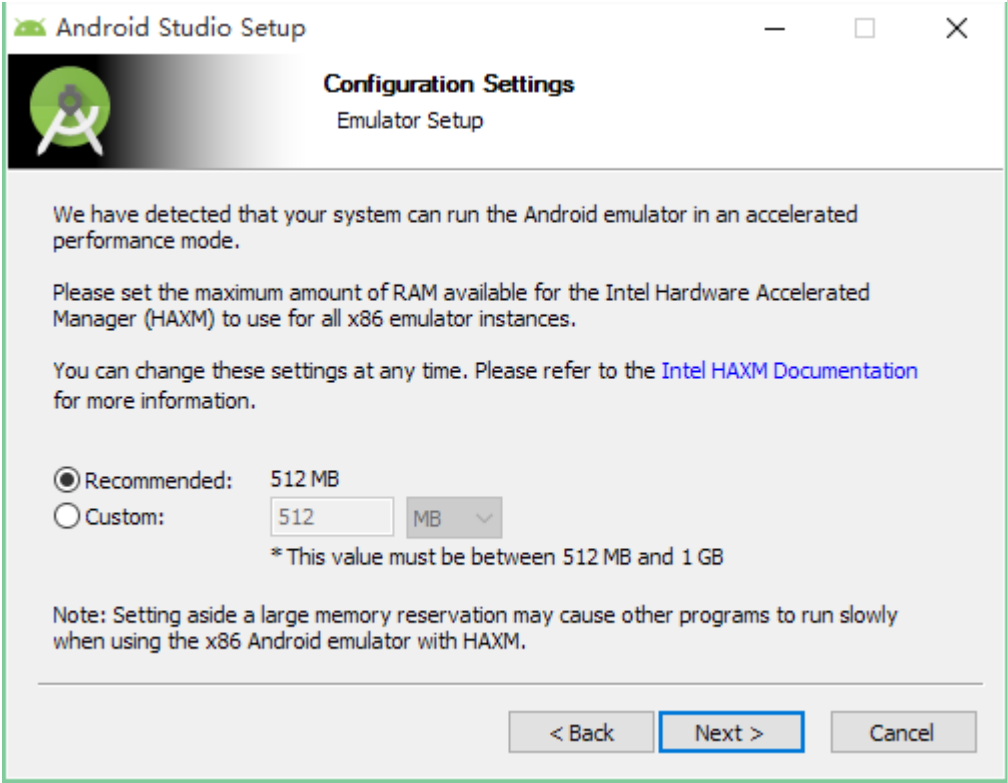 Android Studio Setup
Configuration Settings
Emulator Setup
We have detected that your system can run the Android emulator in an accelerated
performance mode.
Please set the maximum amount of RAM available for the Intel Hardware Accelerated
Manager (HAXM) to use for all x86 emulator instances.
You can change these settings at any time. Please refer to the Intel HAXM Documentation
for more information.
Recommended: 512 MB
Custom: 512 MB
* This value must be between 512 MB and 1 GB
Note: Setting aside a large memory reservation may cause other programs to run slowly
when using the x86 Android emulator with HAXM.
< Back Next > Cancel